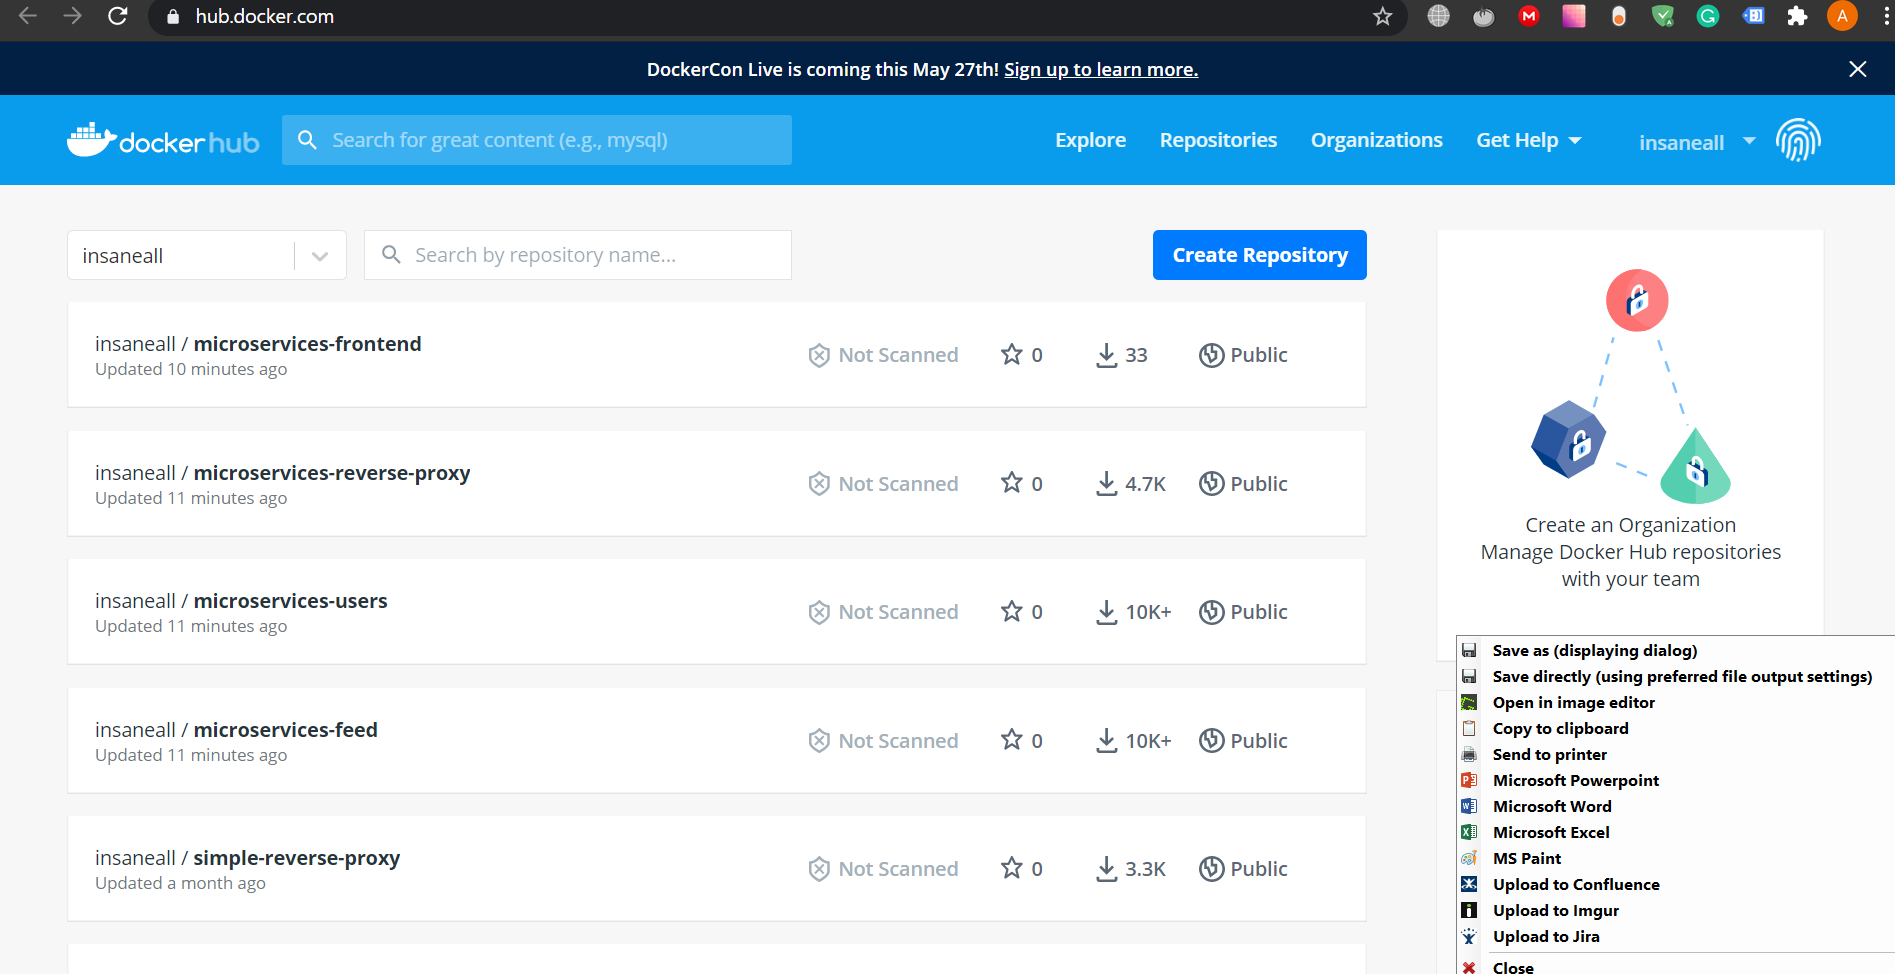 hub.docker.com
A
DockerCon Live is coming this May 27th! Sign up to learn more.
docker hub
Search for great content (e.g., mysql)
Explore
Repositories
Organizations
Get Help
insaneall
insaneall
Search by repository name...
Create Repository
insaneall / microservices-frontend
Updated 10 minutes ago
Not Scanned
0
33
Public
insaneall / microservices-reverse-proxy
Updated 11 minutes ago
Not Scanned
0
4.7K
Public
insaneall / microservices-users
Updated 11 minutes ago
Not Scanned
0
10K+
Public
insaneall / microservices-feed
Updated 11 minutes ago
Not Scanned
0
10K+
Public
insaneall / simple-reverse-proxy
Updated a month ago
Not Scanned
0
3.3K
Public
Create an Organization
Manage Docker Hub repositories
with your team
Save as (displaying dialog)
Save directly (using preferred file output settings)
Open in image editor
Copy to clipboard
Send to printer
Microsoft Powerpoint
Microsoft Word
Microsoft Excel
MS Paint
Upload to Confluence
Upload to Imgur
Upload to Jira
Close